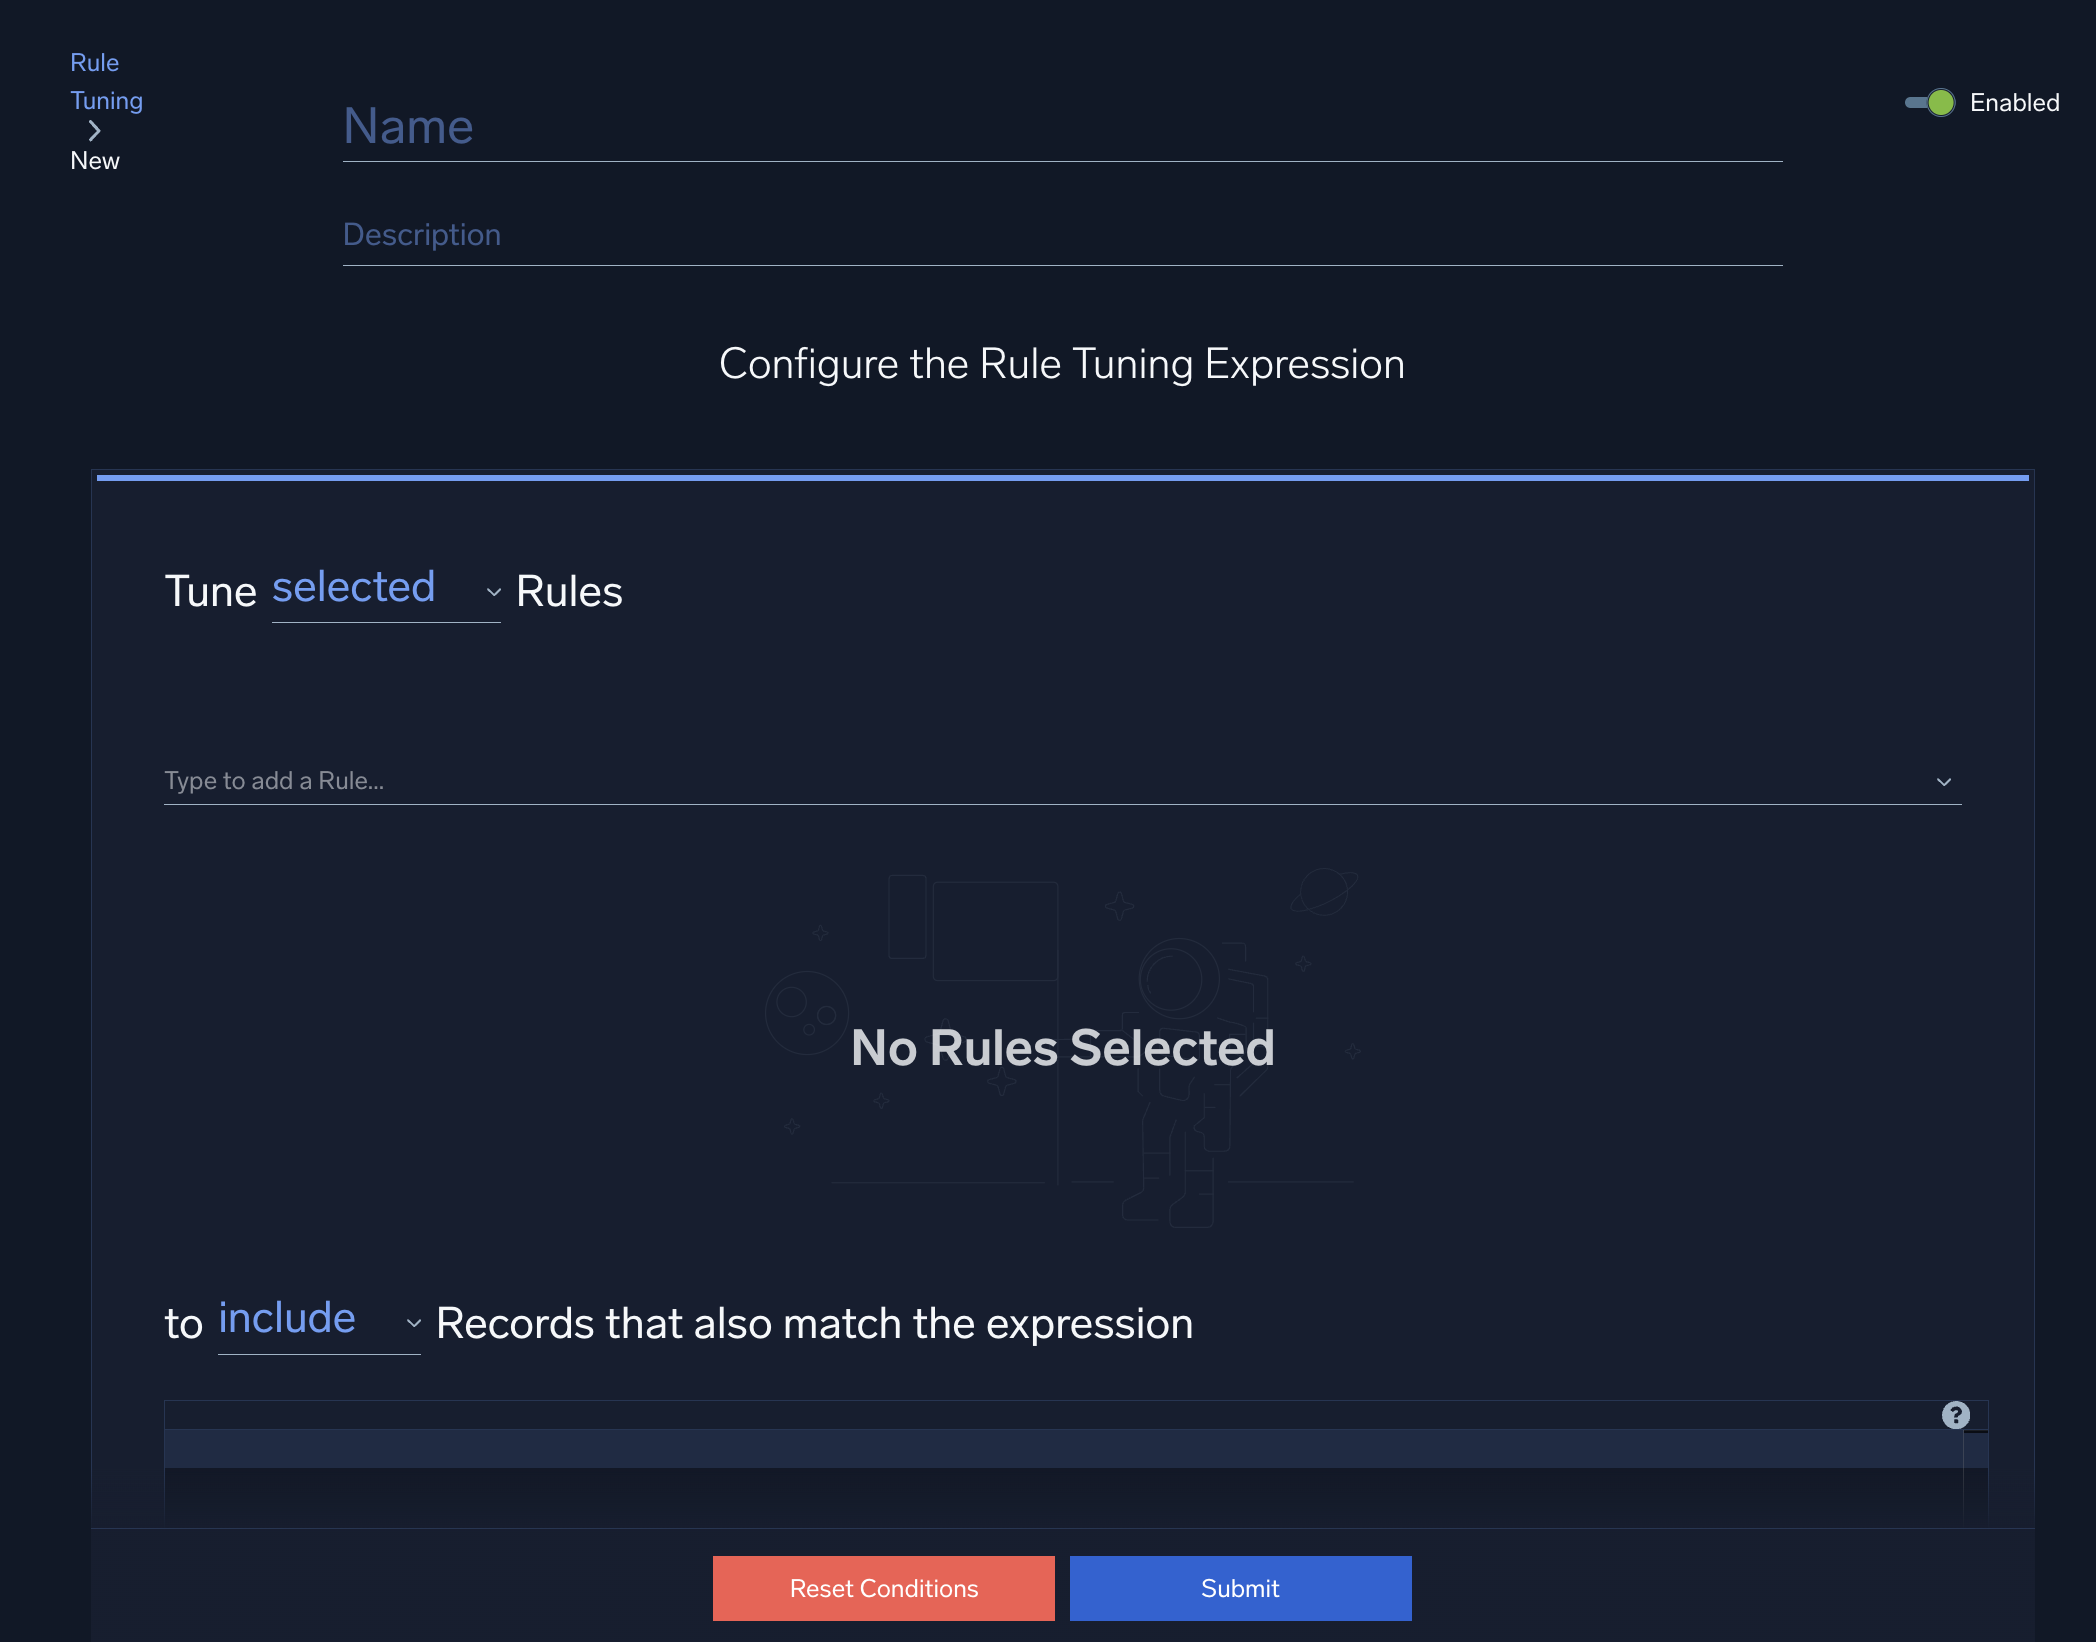 Rule
Tuning
New
Name
Enabled
Description
Configure the Rule Tuning Expression
Tune selected Rules
Type to add a Rule...
No Rules Selected
to include Records that also match the expression
?
Reset Conditions
Submit